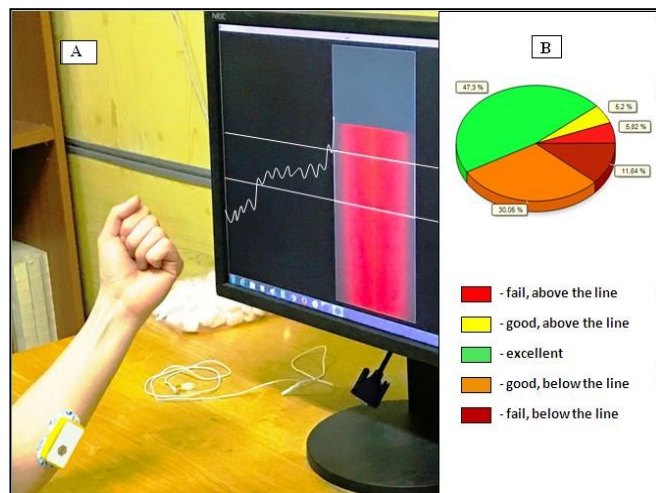 A
NEC
B
47,3 %
5,2 %
5,82 %
11,64 %
30,05 %
- fail, above the line
- good, above the line
- excellent
- good, below the line
- fail, below the line